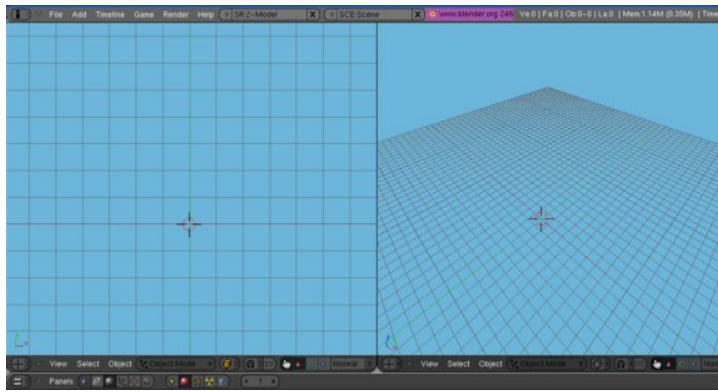 File Add Timeline Game Render Help SR:2-Model X SCE:Scene X www.blender.org 246 Ve:0 | Fa:0 | Ob:0-0 | La:0 | Mem:1.14M (0.35M) | Time
View Select Object Object Mode Normal View Select Object Object Mode Norm
Panels 1